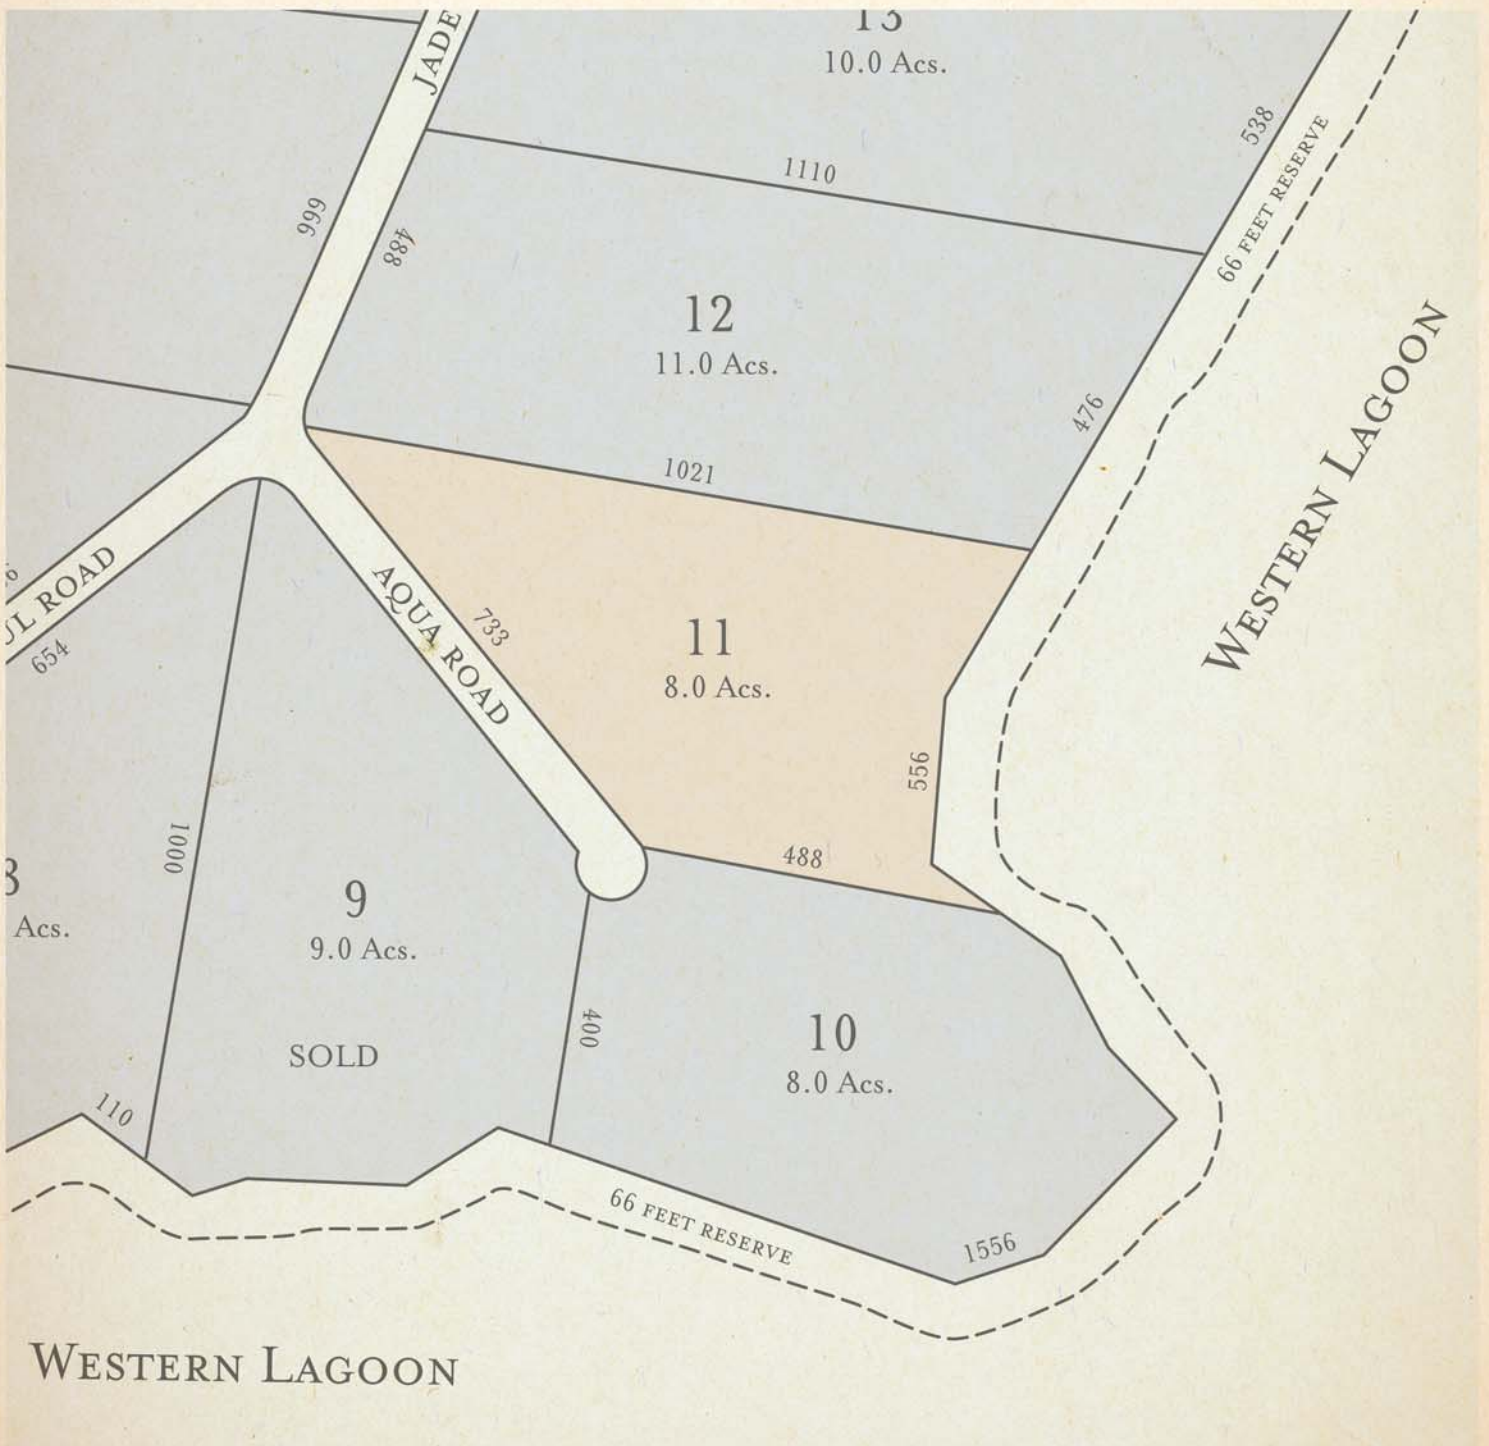 JADE
13
10.0 Acs.
538
66 FEET RESERVE
1110
999
488
12
11.0 Acs.
476
WESTERN LAGOON
1021
UL ROAD
654
AQUA ROAD
733
11
8.0 Acs.
556
488
1000
8
Acs.
9
9.0 Acs.
SOLD
400
10
8.0 Acs.
110
66 FEET RESERVE
1556
WESTERN LAGOON